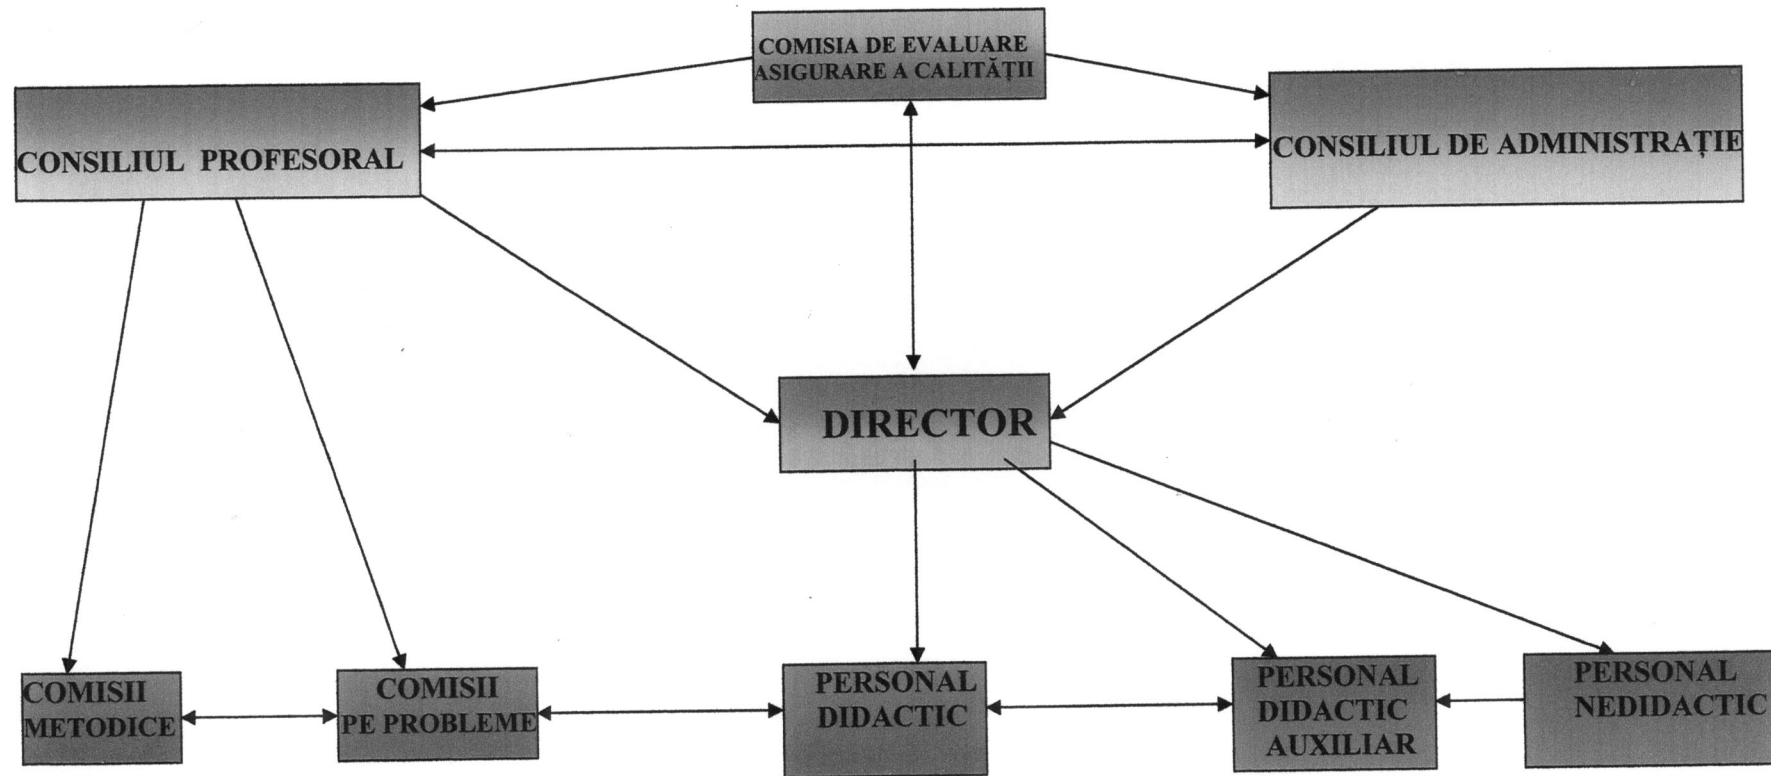 COMISIA DE EVALUARE
ASIGURARE A CALITĂȚII
CONSILIUL PROFESORAL
CONSILIUL DE ADMINISTRAȚIE
DIRECTOR
COMISII
METODICE
COMISII
PE PROBLEME
PERSONAL
DIDACTIC
PERSONAL
DIDACTIC
AUXILIAR
PERSONAL
NEDIDACTIC